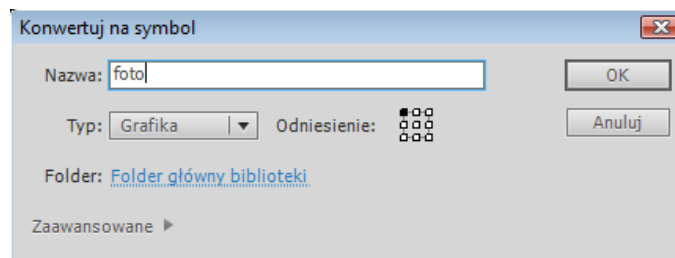 Konwertuj na symbol
Nazwa: foto
OK
Typ: Grafika
Odniesienie:
Anuluj
Folder: Folder główny biblioteki
Zaawansowane